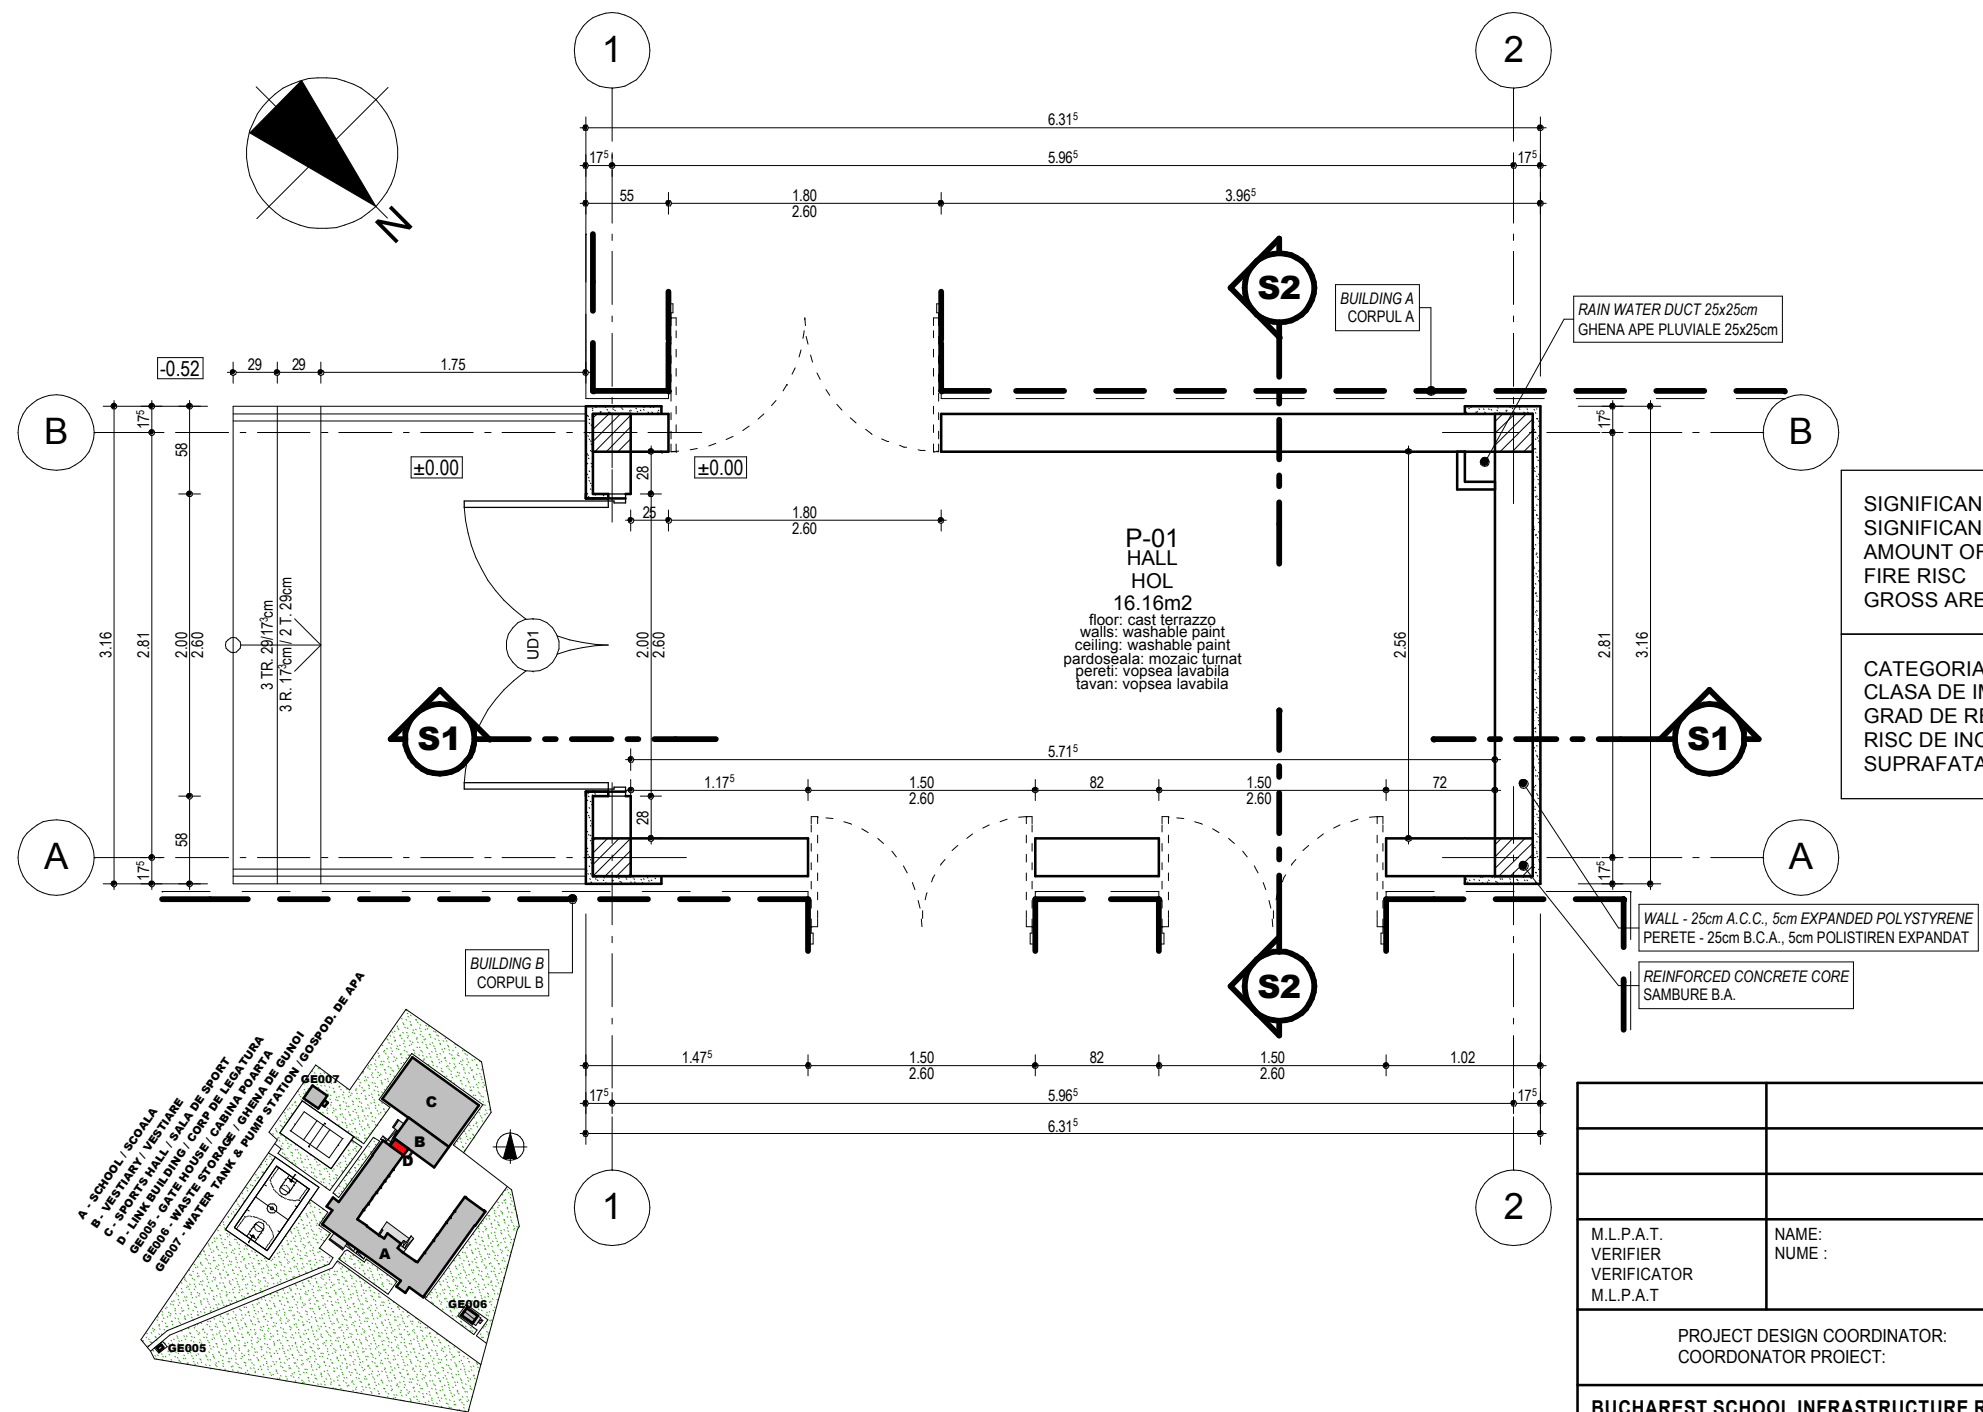 1
2
6.31⁵
17⁵
5.96⁵
17⁵
55
1.80
2.60
3.96⁵
N
S2
BUILDING A
CORPUL A
RAIN WATER DUCT 25x25cm
GHENA APE PLUVIALE 25x25cm
-0.52
29
29
1.75
B
B
17⁵
58
±0.00
±0.00
28
25
1.80
2.60
17⁵
P-01
HALL
HOL
16.16m2
floor: cast terrazzo
walls: washable paint
ceiling: washable paint
pardoseala: mozaic turnat
pereti: vopsea lavabila
tavan: vopsea lavabila
3.16
2.81
2.00
2.60
3 TR. 29/17³cm
3 R. 17³cm / 2 T. 29cm
UD1
2.00
2.60
2.56
2.81
3.16
SIGNIFICAN
SIGNIFICAN
AMOUNT OF
FIRE RISC
GROSS ARE
CATEGORIA
CLASA DE IM
GRAD DE RE
RISC DE INC
SUPRAFATA
S1
S1
5.71⁵
1.17⁵
1.50
2.60
82
1.50
2.60
72
58
28
A
A
17⁵
17⁵
WALL - 25cm A.C.C., 5cm EXPANDED POLYSTYRENE
PERETE - 25cm B.C.A., 5cm POLISTIREN EXPANDAT
BUILDING B
CORPUL B
S2
REINFORCED CONCRETE CORE
SAMBURE B.A.
1.47⁵
1.50
2.60
82
1.50
2.60
1.02
17⁵
5.96⁵
17⁵
6.31⁵
1
2
A - SCHOOL / SCOALA
B - VESTIARY / VESTIARE
C - SPORTS HALL / SALA DE SPORT
D - LINK BUILDING / CORP DE LEGATURA
GE005 - GATE HOUSE / CABINA POARTA
GE006 - WASTE STORAGE / GHENA DE GUNOI
GE007 - WATER TANK & PUMP STATION / GOSPOD. DE APA
GE007
C
B
D
A
GE006
GE005
M.L.P.A.T.
VERIFIER
VERIFICATOR
M.L.P.A.T
NAME:
NUME :
PROJECT DESIGN COORDINATOR:
COORDONATOR PROIECT:
BUCHAREST SCHOOL INFRASTRUCTURE R